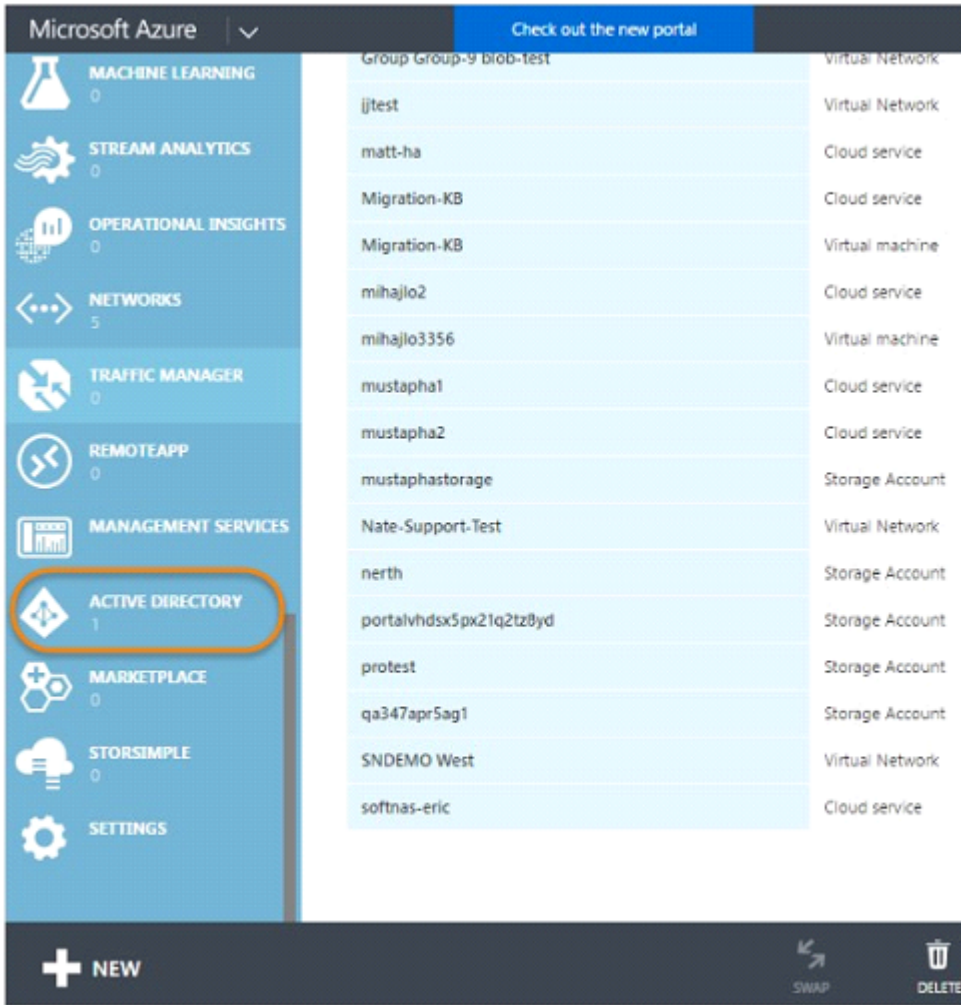 Microsoft Azure
Check out the new portal
MACHINE LEARNING
0
STREAM ANALYTICS
0
OPERATIONAL INSIGHTS
0
NETWORKS
5
TRAFFIC MANAGER
0
REMOTEAPP
0
MANAGEMENT SERVICES
ACTIVE DIRECTORY
1
MARKETPLACE
0
STORSIMPLE
0
SETTINGS
Group Group-9 blob-test Virtual Network
jjtest Virtual Network
matt-ha Cloud service
Migration-KB Cloud service
Migration-KB Virtual machine
mihajlo2 Cloud service
mihajlo3356 Virtual machine
mustapha1 Cloud service
mustapha2 Cloud service
mustaphastorage Storage Account
Nate-Support-Test Virtual Network
nerth Storage Account
portalvhdsx5px21q2tz8yd Storage Account
protest Storage Account
qa347apr5ag1 Storage Account
SNDEMO West Virtual Network
softnas-eric Cloud service
NEW
SWAP
DELETE